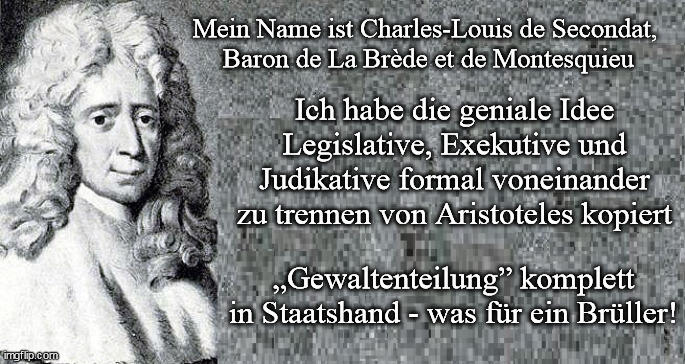 Mein Name ist Charles-Louis de Secondat,
Baron de La Brède et de Montesquieu
Ich habe die geniale Idee
Legislative, Exekutive und
Judikative formal voneinander
zu trennen von Aristoteles kopiert
„Gewaltenteilung” komplett
in Staatshand - was für ein Brüller!
imgflip.com